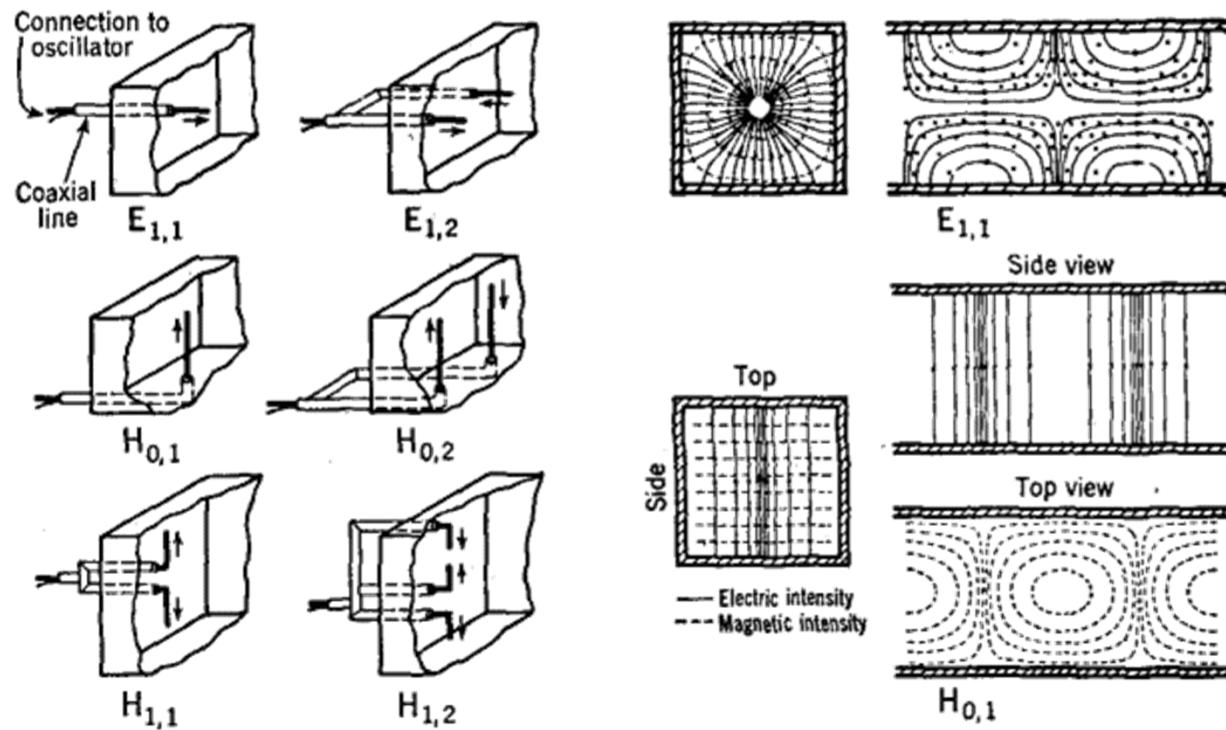 Connection to
oscillator
Coaxial
line
E1,1
E1,2
H0,1
H0,2
H1,1
H1,2
E1,1
Side view
Top
Side
Top view
Electric intensity
Magnetic intensity
H0,1